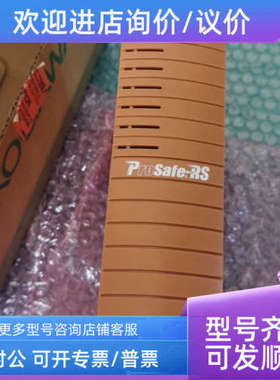 欢迎进店询价/议价
ProSafe-RS
更多型号咨询店铺客服
对公 可开专票/普票
型号齐
可发顺